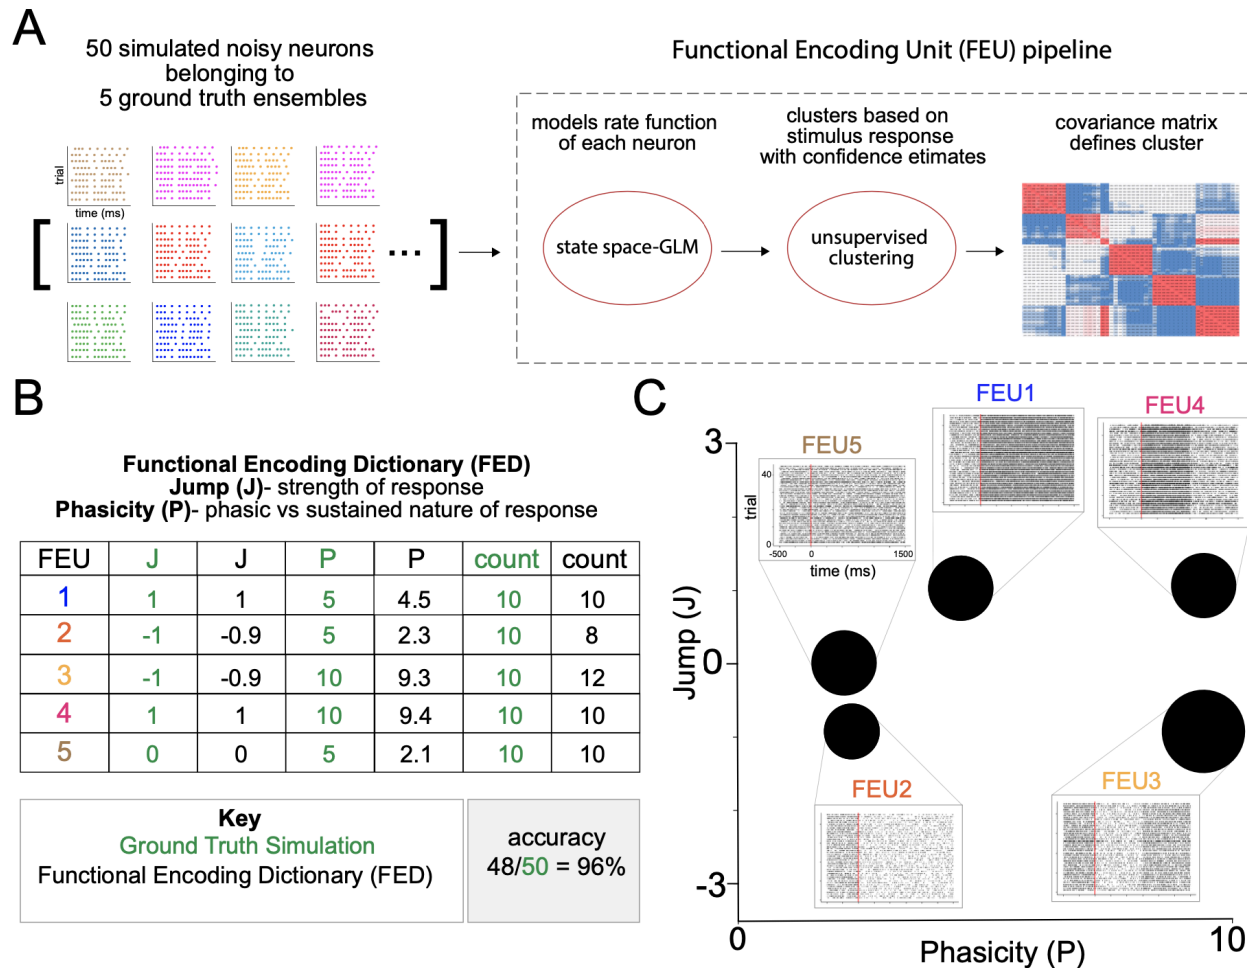 A
50 simulated noisy neurons
belonging to
5 ground truth ensembles
trial
time (ms)
[
...
]
Functional Encoding Unit (FEU) pipeline
models rate function
of each neuron
clusters based on
stimulus response
with confidence etimates
covariance matrix
defines cluster
state space-GLM
unsupervised
clustering
B
Functional Encoding Dictionary (FED)
Jump (J)- strength of response
Phasicity (P)- phasic vs sustained nature of response
FEU J J P P count count
1 1 1 5 4.5 10 10
2 -1 -0.9 5 2.3 10 8
3 -1 -0.9 10 9.3 10 12
4 1 1 10 9.4 10 10
5 0 0 5 2.1 10 10
Key
Ground Truth Simulation
Functional Encoding Dictionary (FED)
accuracy
48/50 = 96%
C
FEU1
FEU4
FEU5
40
trial
0
-500 0 1500
time (ms)
FEU2
FEU3
3
0
-3
Jump (J)
0
10
Phasicity (P)